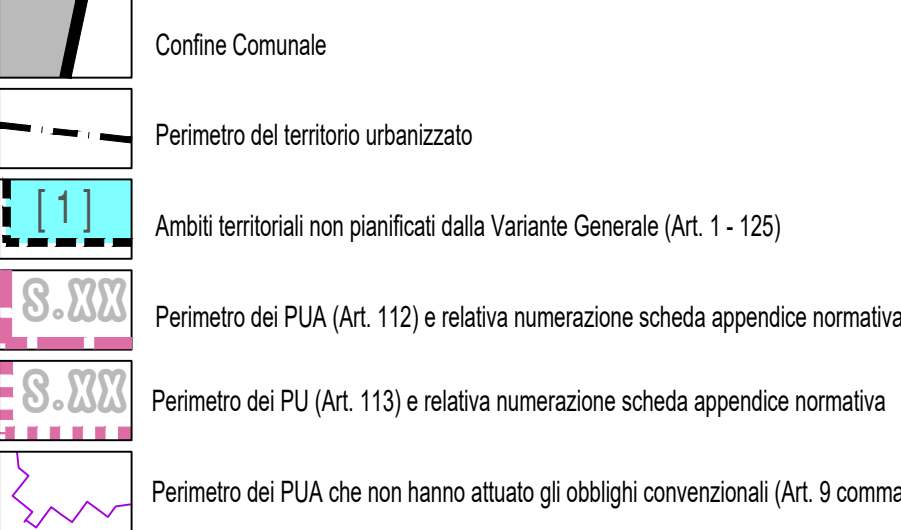 Confine Comunale
Perimetro del territorio urbanizzato
[ 1 ]
Ambiti territoriali non pianificati dalla Variante Generale (Art. 1 - 125)
S.XX
Perimetro dei PUA (Art. 112) e relativa numerazione scheda appendice normativa
S.XX
Perimetro dei PU (Art. 113) e relativa numerazione scheda appendice normativa
Perimetro dei PUA che non hanno attuato gli obblighi convenzionali (Art. 9 comma